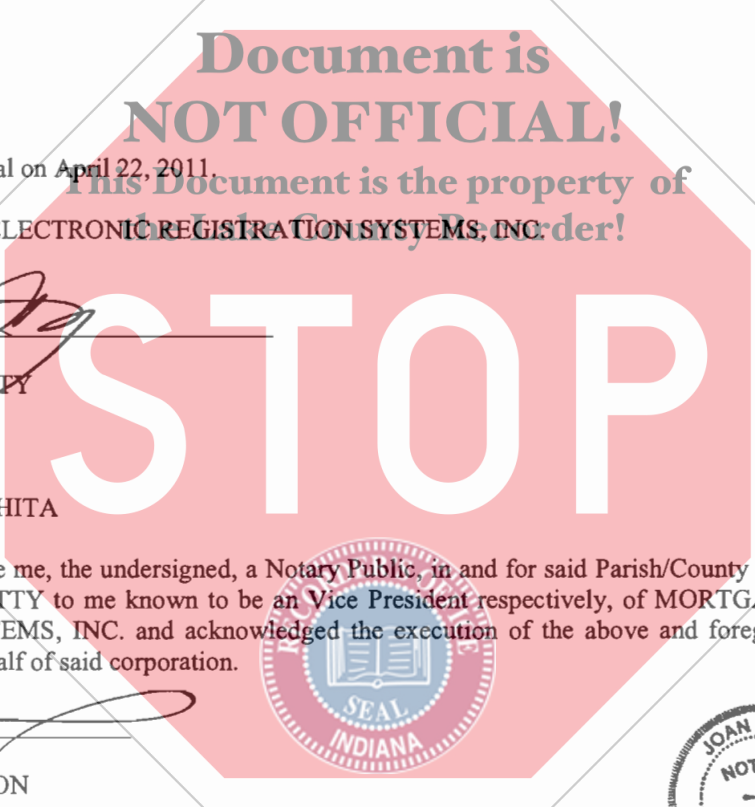 Document is
NOT OFFICIAL!
al on April 22, 2011.
This Document is the property of
LECTRONIC REGISTRATION SYSTEMS, INC.
the Lake County Recorder!
STOP
TY
HITA
e me, the undersigned, a Notary Public, in and for said Parish/County
TTY to me known to be an Vice President respectively, of MORTGA
EMS, INC. and acknowledged the execution of the above and foreg
alf of said corporation.
SEAL
INDIANA
ON
JOAN
NOT